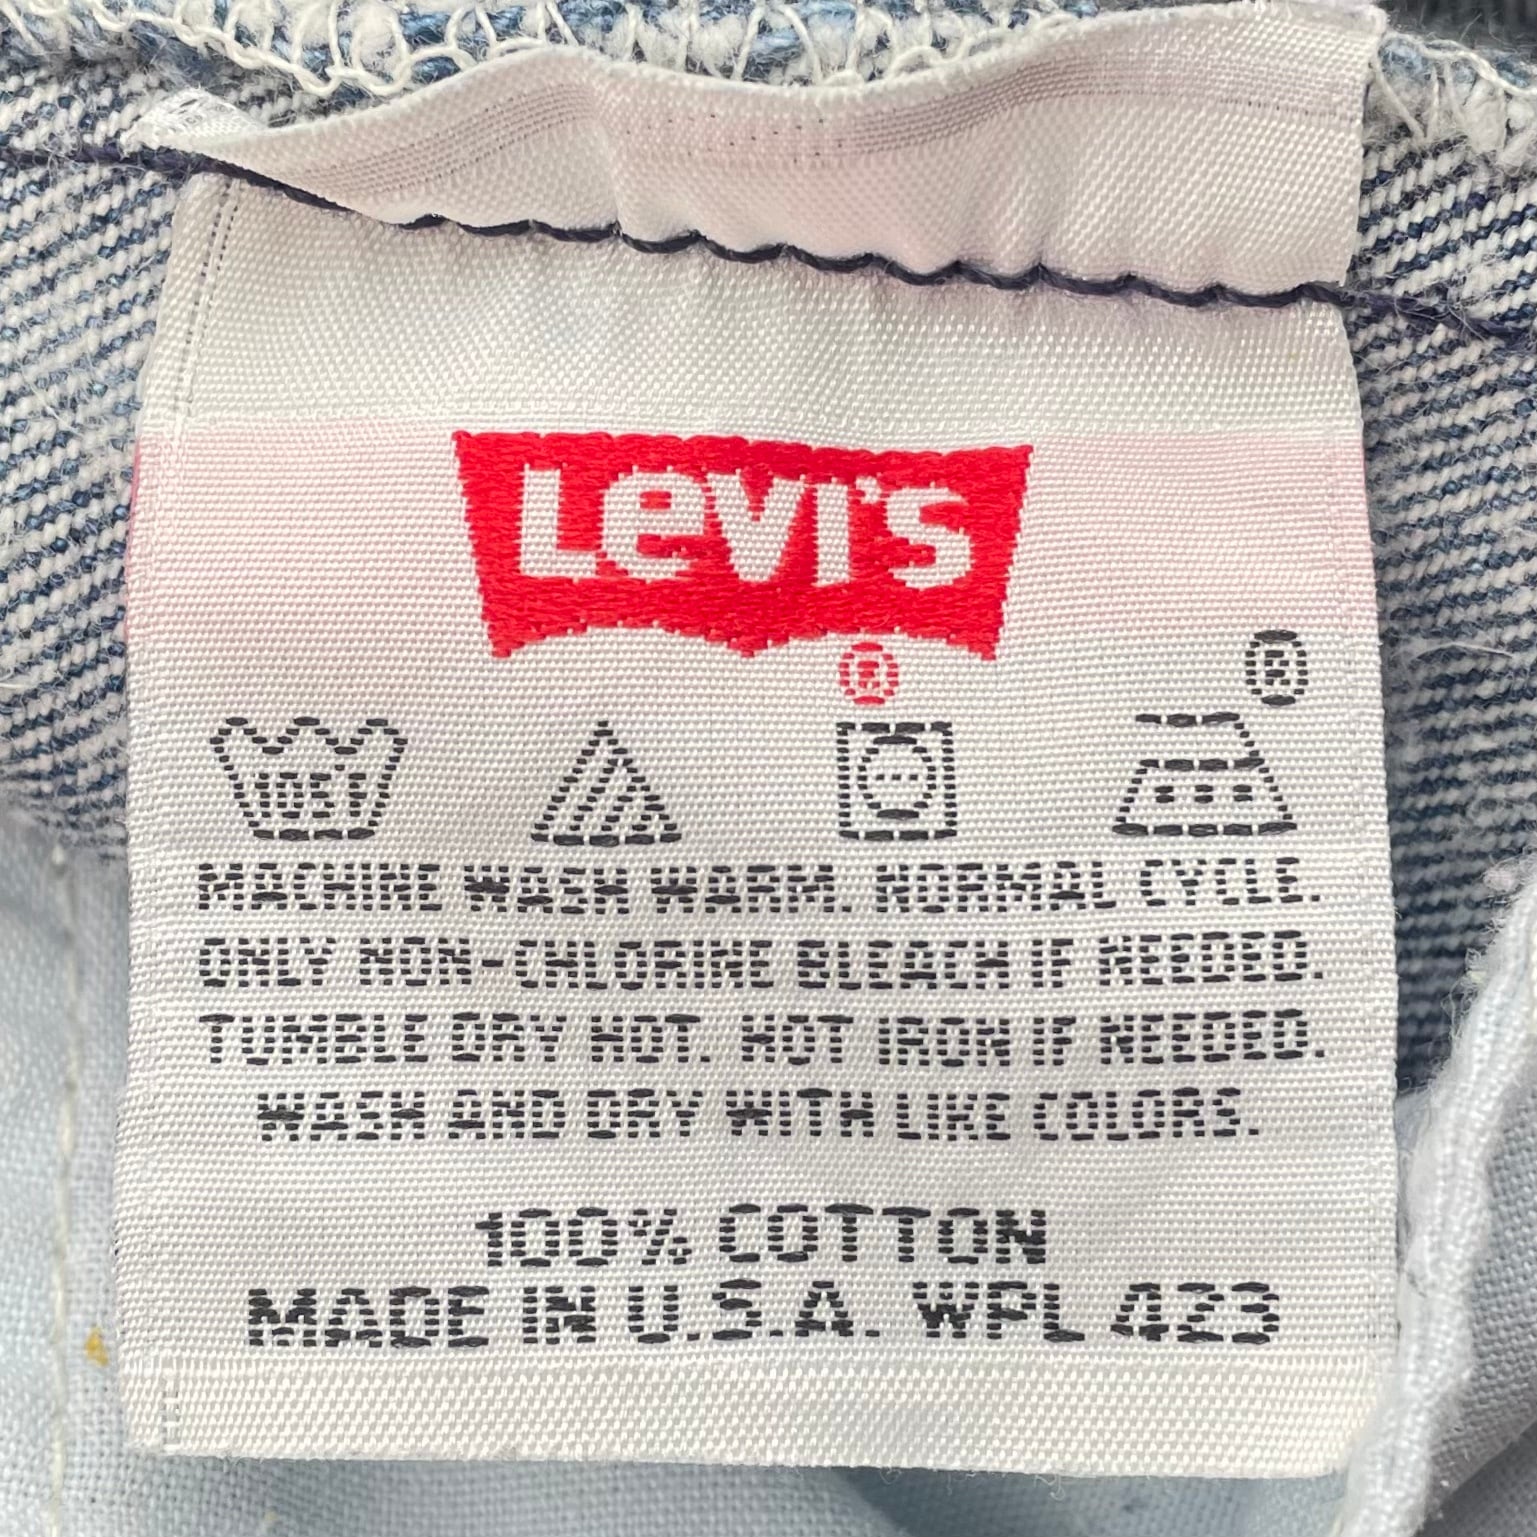 Levi's
®
®
105F
MACHINE WASH WARM. NORMAL CYCLE.
ONLY NON-CHLORINE BLEACH IF NEEDED.
TUMBLE DRY HOT. HOT IRON IF NEEDED.
WASH AND DRY WITH LIKE COLORS.
100% COTTON
MADE IN U.S.A. WPL 423